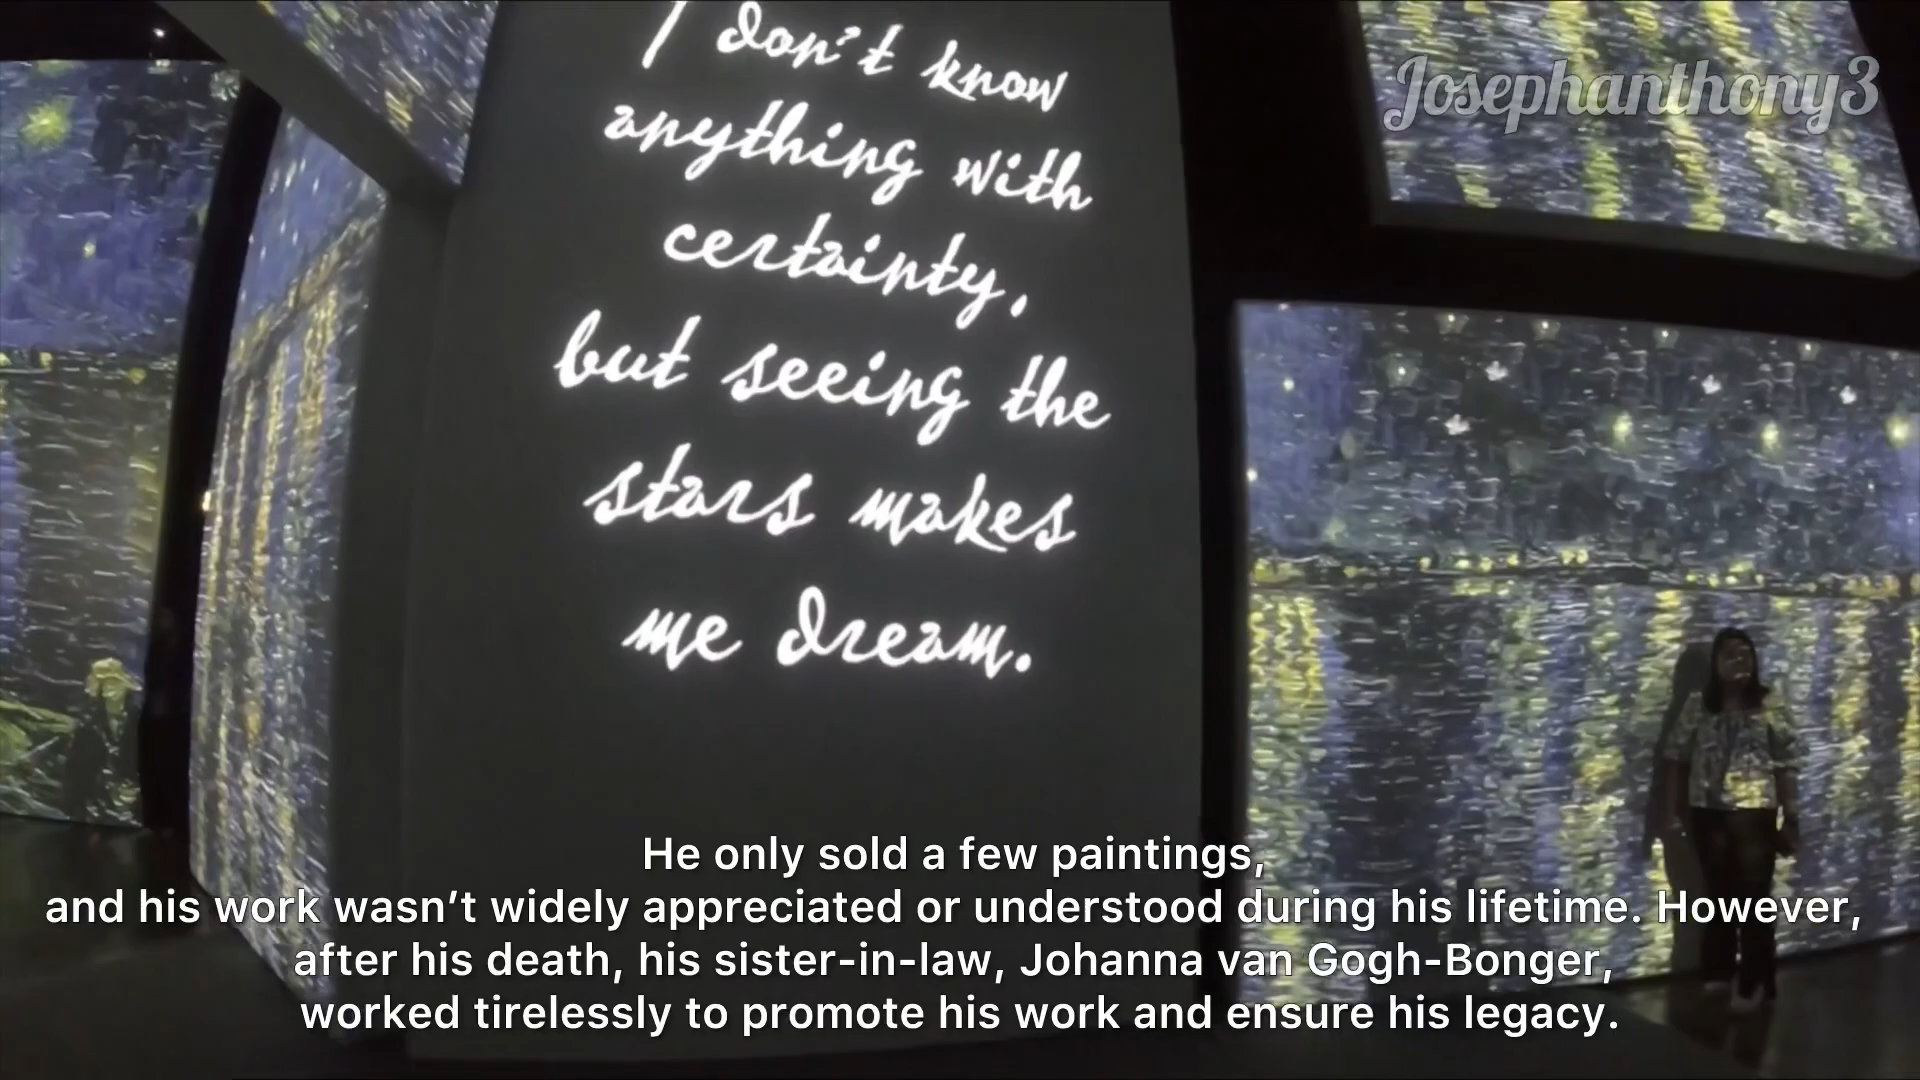 I don't know
anything with
certainty,
but seeing the
stars makes
me dream.
Josephanthony3
He only sold a few paintings,
and his work wasn’t widely appreciated or understood during his lifetime. However,
after his death, his sister-in-law, Johanna van Gogh-Bonger,
worked tirelessly to promote his work and ensure his legacy.